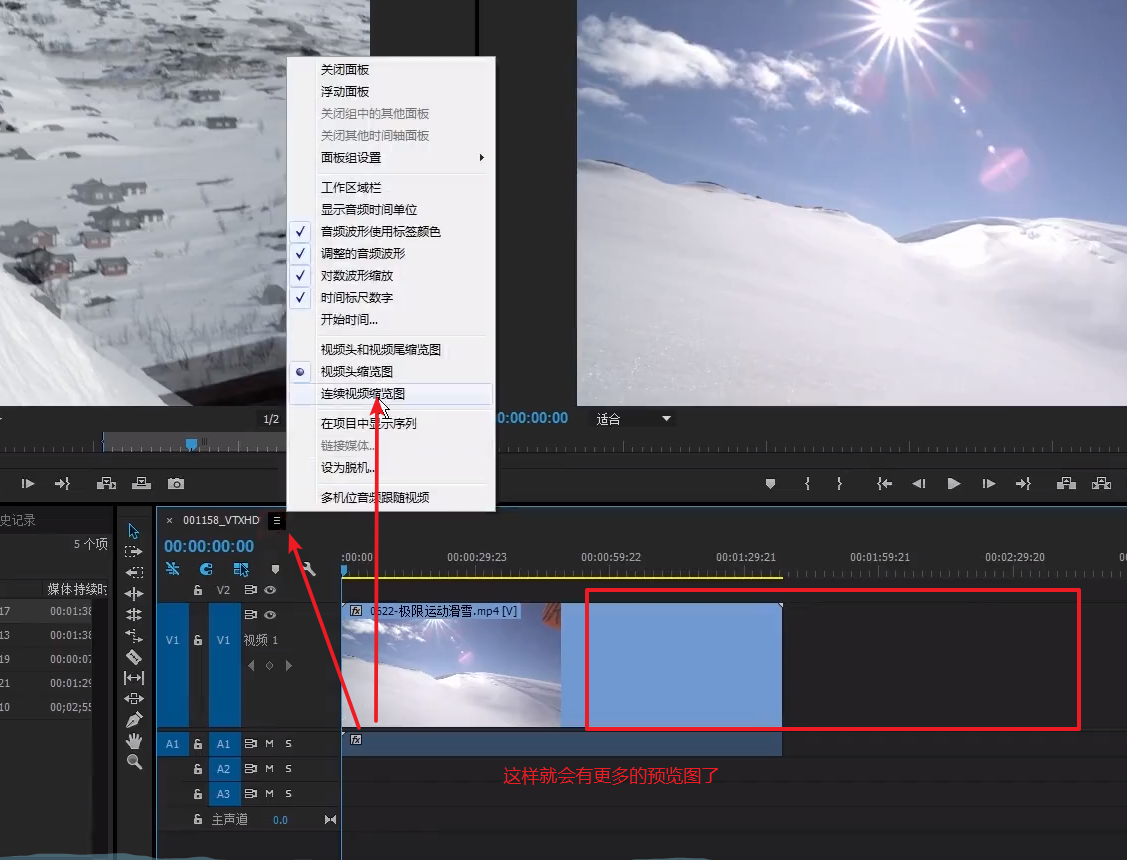 关闭面板
浮动面板
关闭组中的其他面板
关闭其他时间轴面板
面板组设置
工作区域栏
显示音频时间单位
音频波形使用标签颜色
调整的音频波形
对数波形缩放
时间标尺数字
开始时间...
视频头和视频尾缩览图
视频头缩览图
连续视频缩览图
在项目中显示序列
链接媒体...
设为脱机...
多机位音频跟随视频
1/2
0:00:00:00
适合
史记录
5 个项
媒体持续时
17 00:01:38
13 00:01:38
19 00:00:07
21 00:01:29
10 00;02;55
× 001158_VTXHD
00:00:00:00
:00:00
00:00:29:23
00:00:59:22
00:01:29:21
00:01:59:21
00:02:29:20
V2
V1 V1 视频 1
fx 0622-极限运动滑雪.mp4 [V]
A1 A1 M S
fx
A2 M S
A3 M S
主声道 0.0
这样就会有更多的预览图了